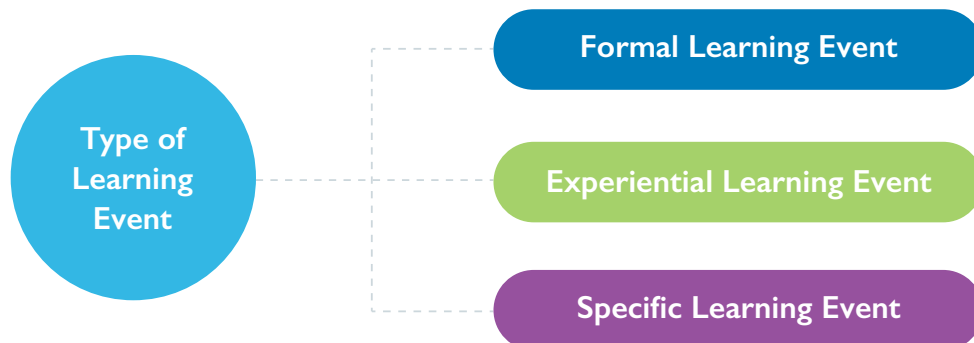 Type of
Learning
Event
Formal Learning Event
Experiential Learning Event
Specific Learning Event